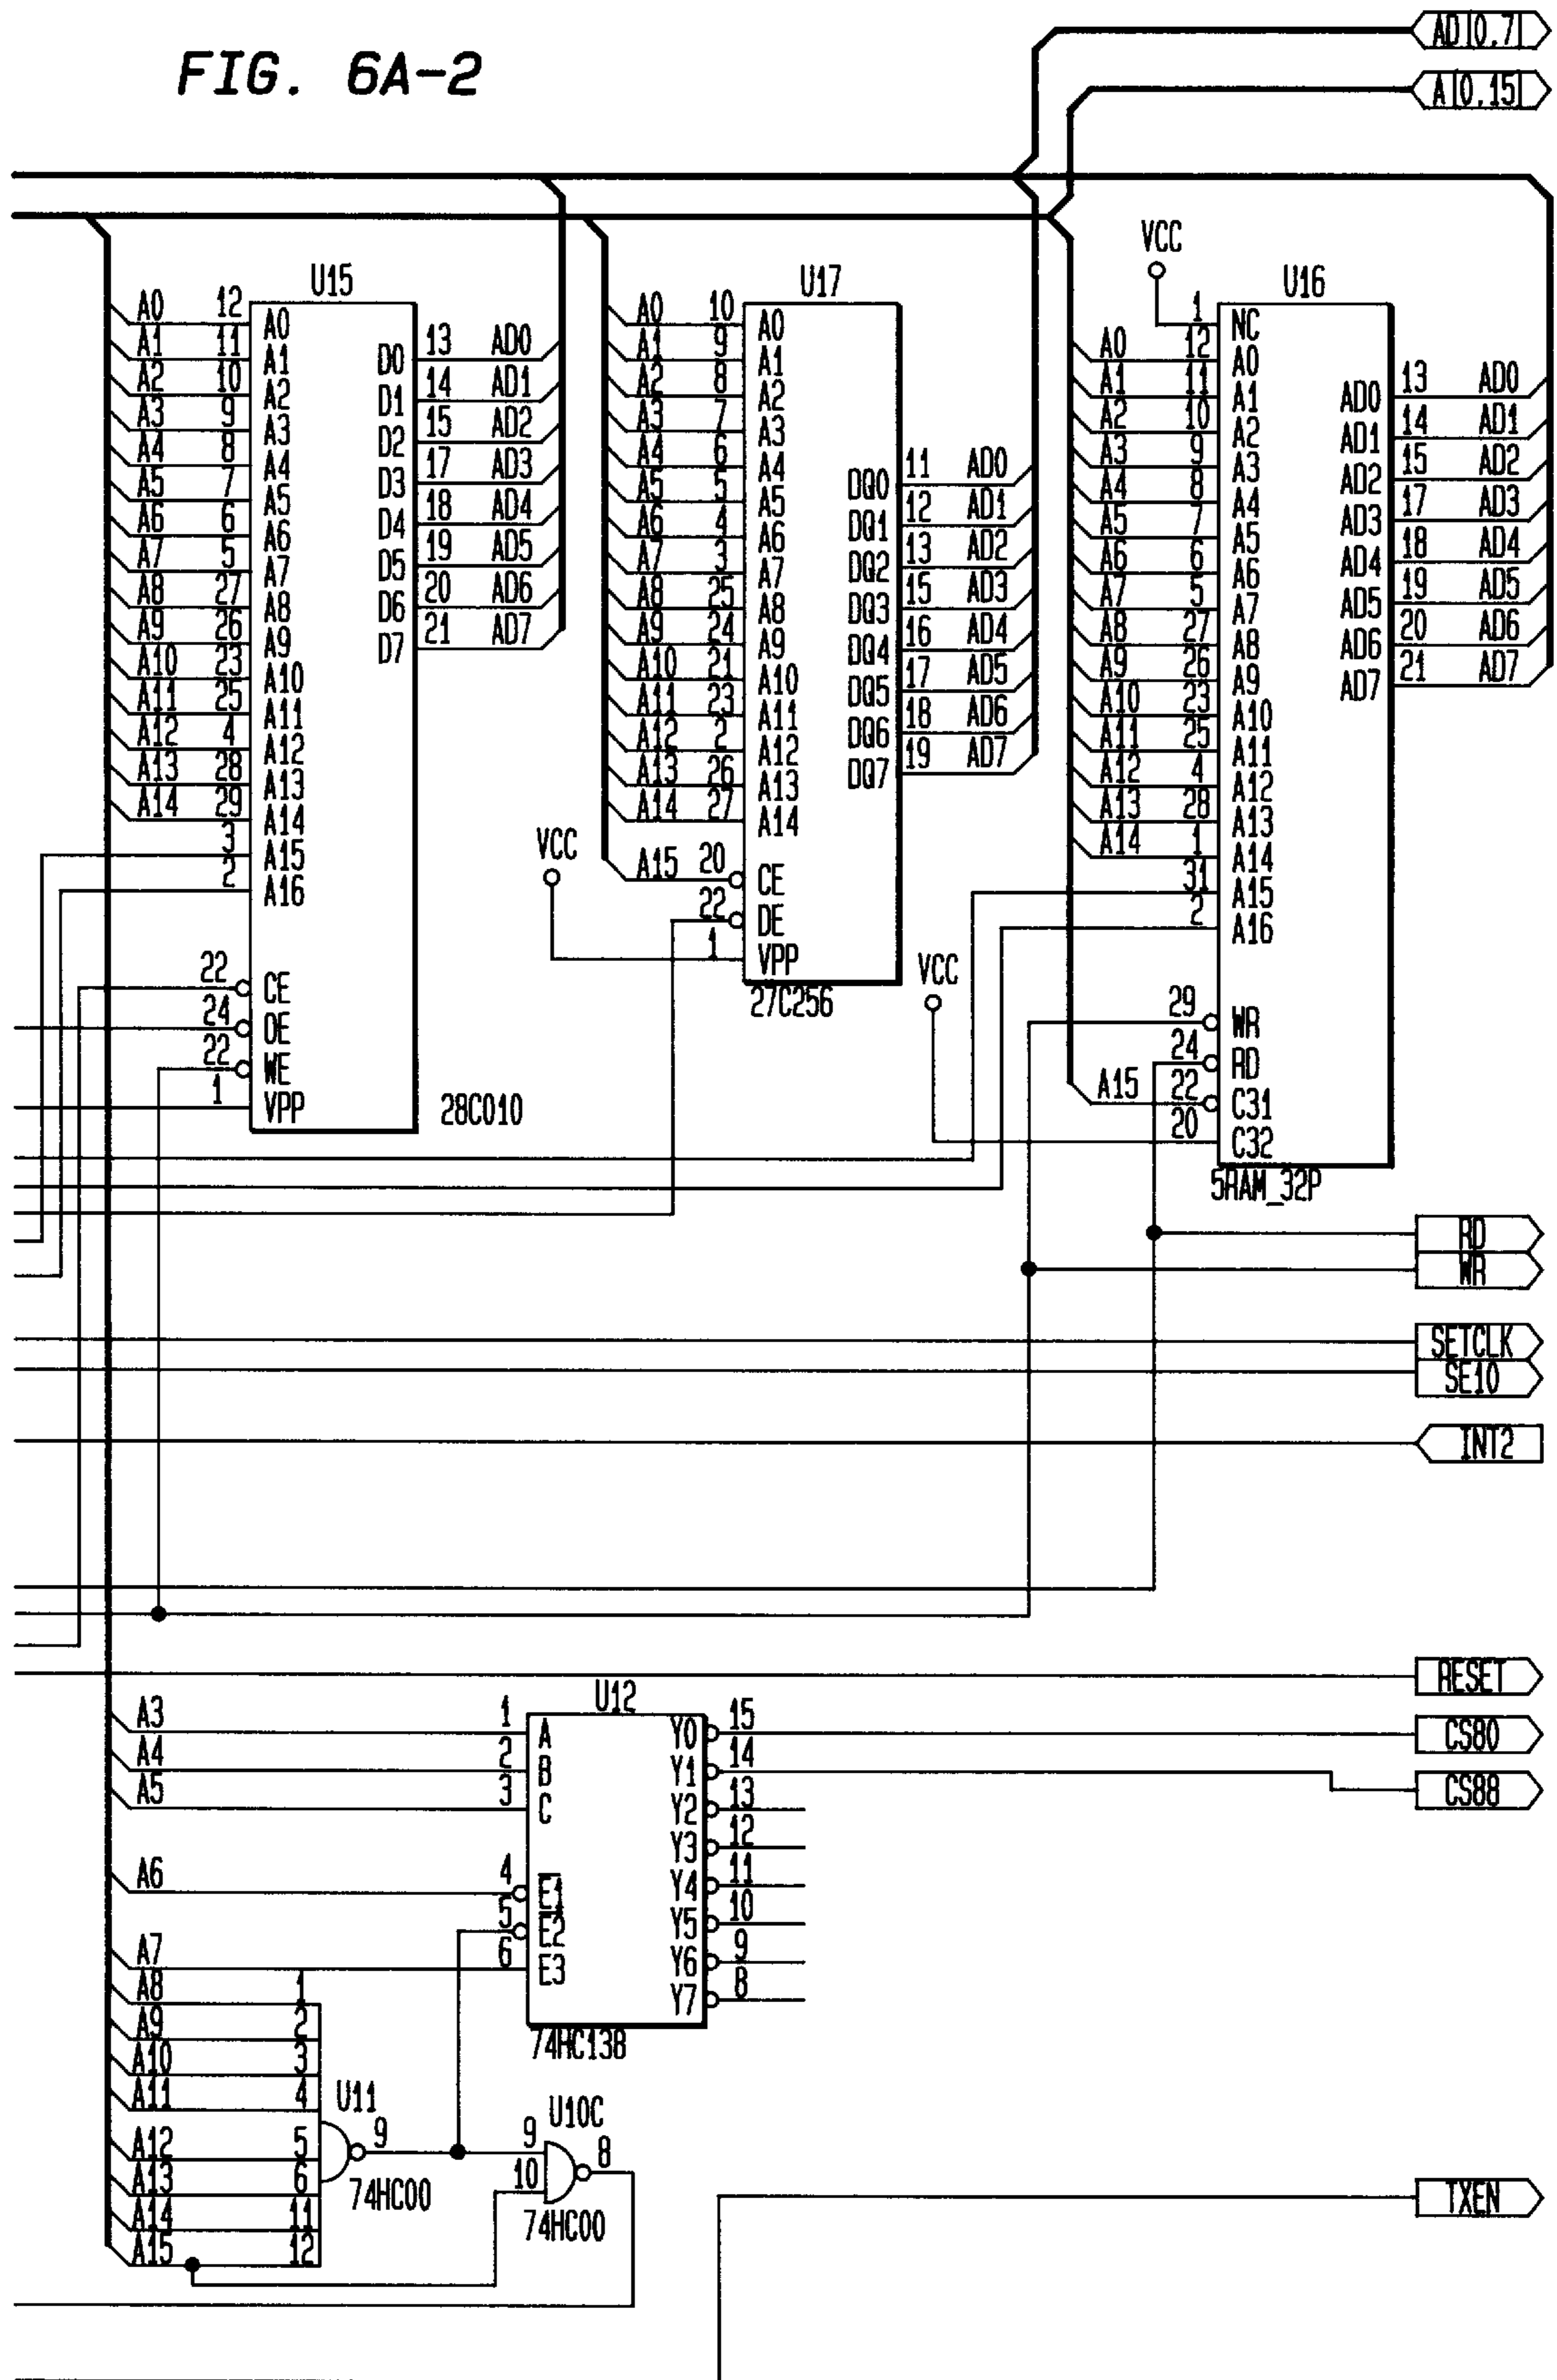 FIG. 6A-2
AD[0.7]
A[0.15]
VCC
U15
U17
U16
A0 12 A0
A1 11 A1
A2 10 A2
A3 9 A3
A4 8 A4
A5 7 A5
A6 6 A6
A7 5 A7
A8 27 A8
A9 26 A9
A10 23 A10
A11 25 A11
A12 4 A12
A13 28 A13
A14 29 A14
3 A15
2 A16
22 CE
24 OE
22 WE
1 VPP
D0 13 AD0
D1 14 AD1
D2 15 AD2
D3 17 AD3
D4 18 AD4
D5 19 AD5
D6 20 AD6
D7 21 AD7
28C010
A0 10 A0
A1 9 A1
A2 8 A2
A3 7 A3
A4 6 A4
A5 5 A5
A6 4 A6
A7 3 A7
A8 25 A8
A9 24 A9
A10 21 A10
A11 23 A11
A12 2 A12
A13 26 A13
A14 27 A14
VCC
A15 20 CE
22 DE
1 VPP
DQ0 11 AD0
DQ1 12 AD1
DQ2 13 AD2
DQ3 15 AD3
DQ4 16 AD4
DQ5 17 AD5
DQ6 18 AD6
DQ7 19 AD7
27C256
1 NC
A0 12 A0
A1 11 A1
A2 10 A2
A3 9 A3
A4 8 A4
A5 7 A5
A6 6 A6
A7 5 A7
A8 27 A8
A9 26 A9
A10 23 A10
A11 25 A11
A12 4 A12
A13 28 A13
A14 1 A14
31 A15
2 A16
VCC
29 WR
24 RD
A15 22 C31
20 C32
AD0 13 AD0
AD1 14 AD1
AD2 15 AD2
AD3 17 AD3
AD4 18 AD4
AD5 19 AD5
AD6 20 AD6
AD7 21 AD7
5RAM_32P
RD
WR
SETCLK
SE10
INT2
RESET
U12
A3 1 A
A4 2 B
A5 3 C
A6 4 E1
5 E2
A7 6 E3
Y0 15
Y1 14
Y2 13
Y3 12
Y4 11
Y5 10
Y6 9
Y7 8
74HC138
CS80
CS88
A8 1
A9 2
A10 3
A11 4
A12 5
A13 6
A14 11
A15 12
U11
9
74HC00
U10C
9
10
8
74HC00
TXEN